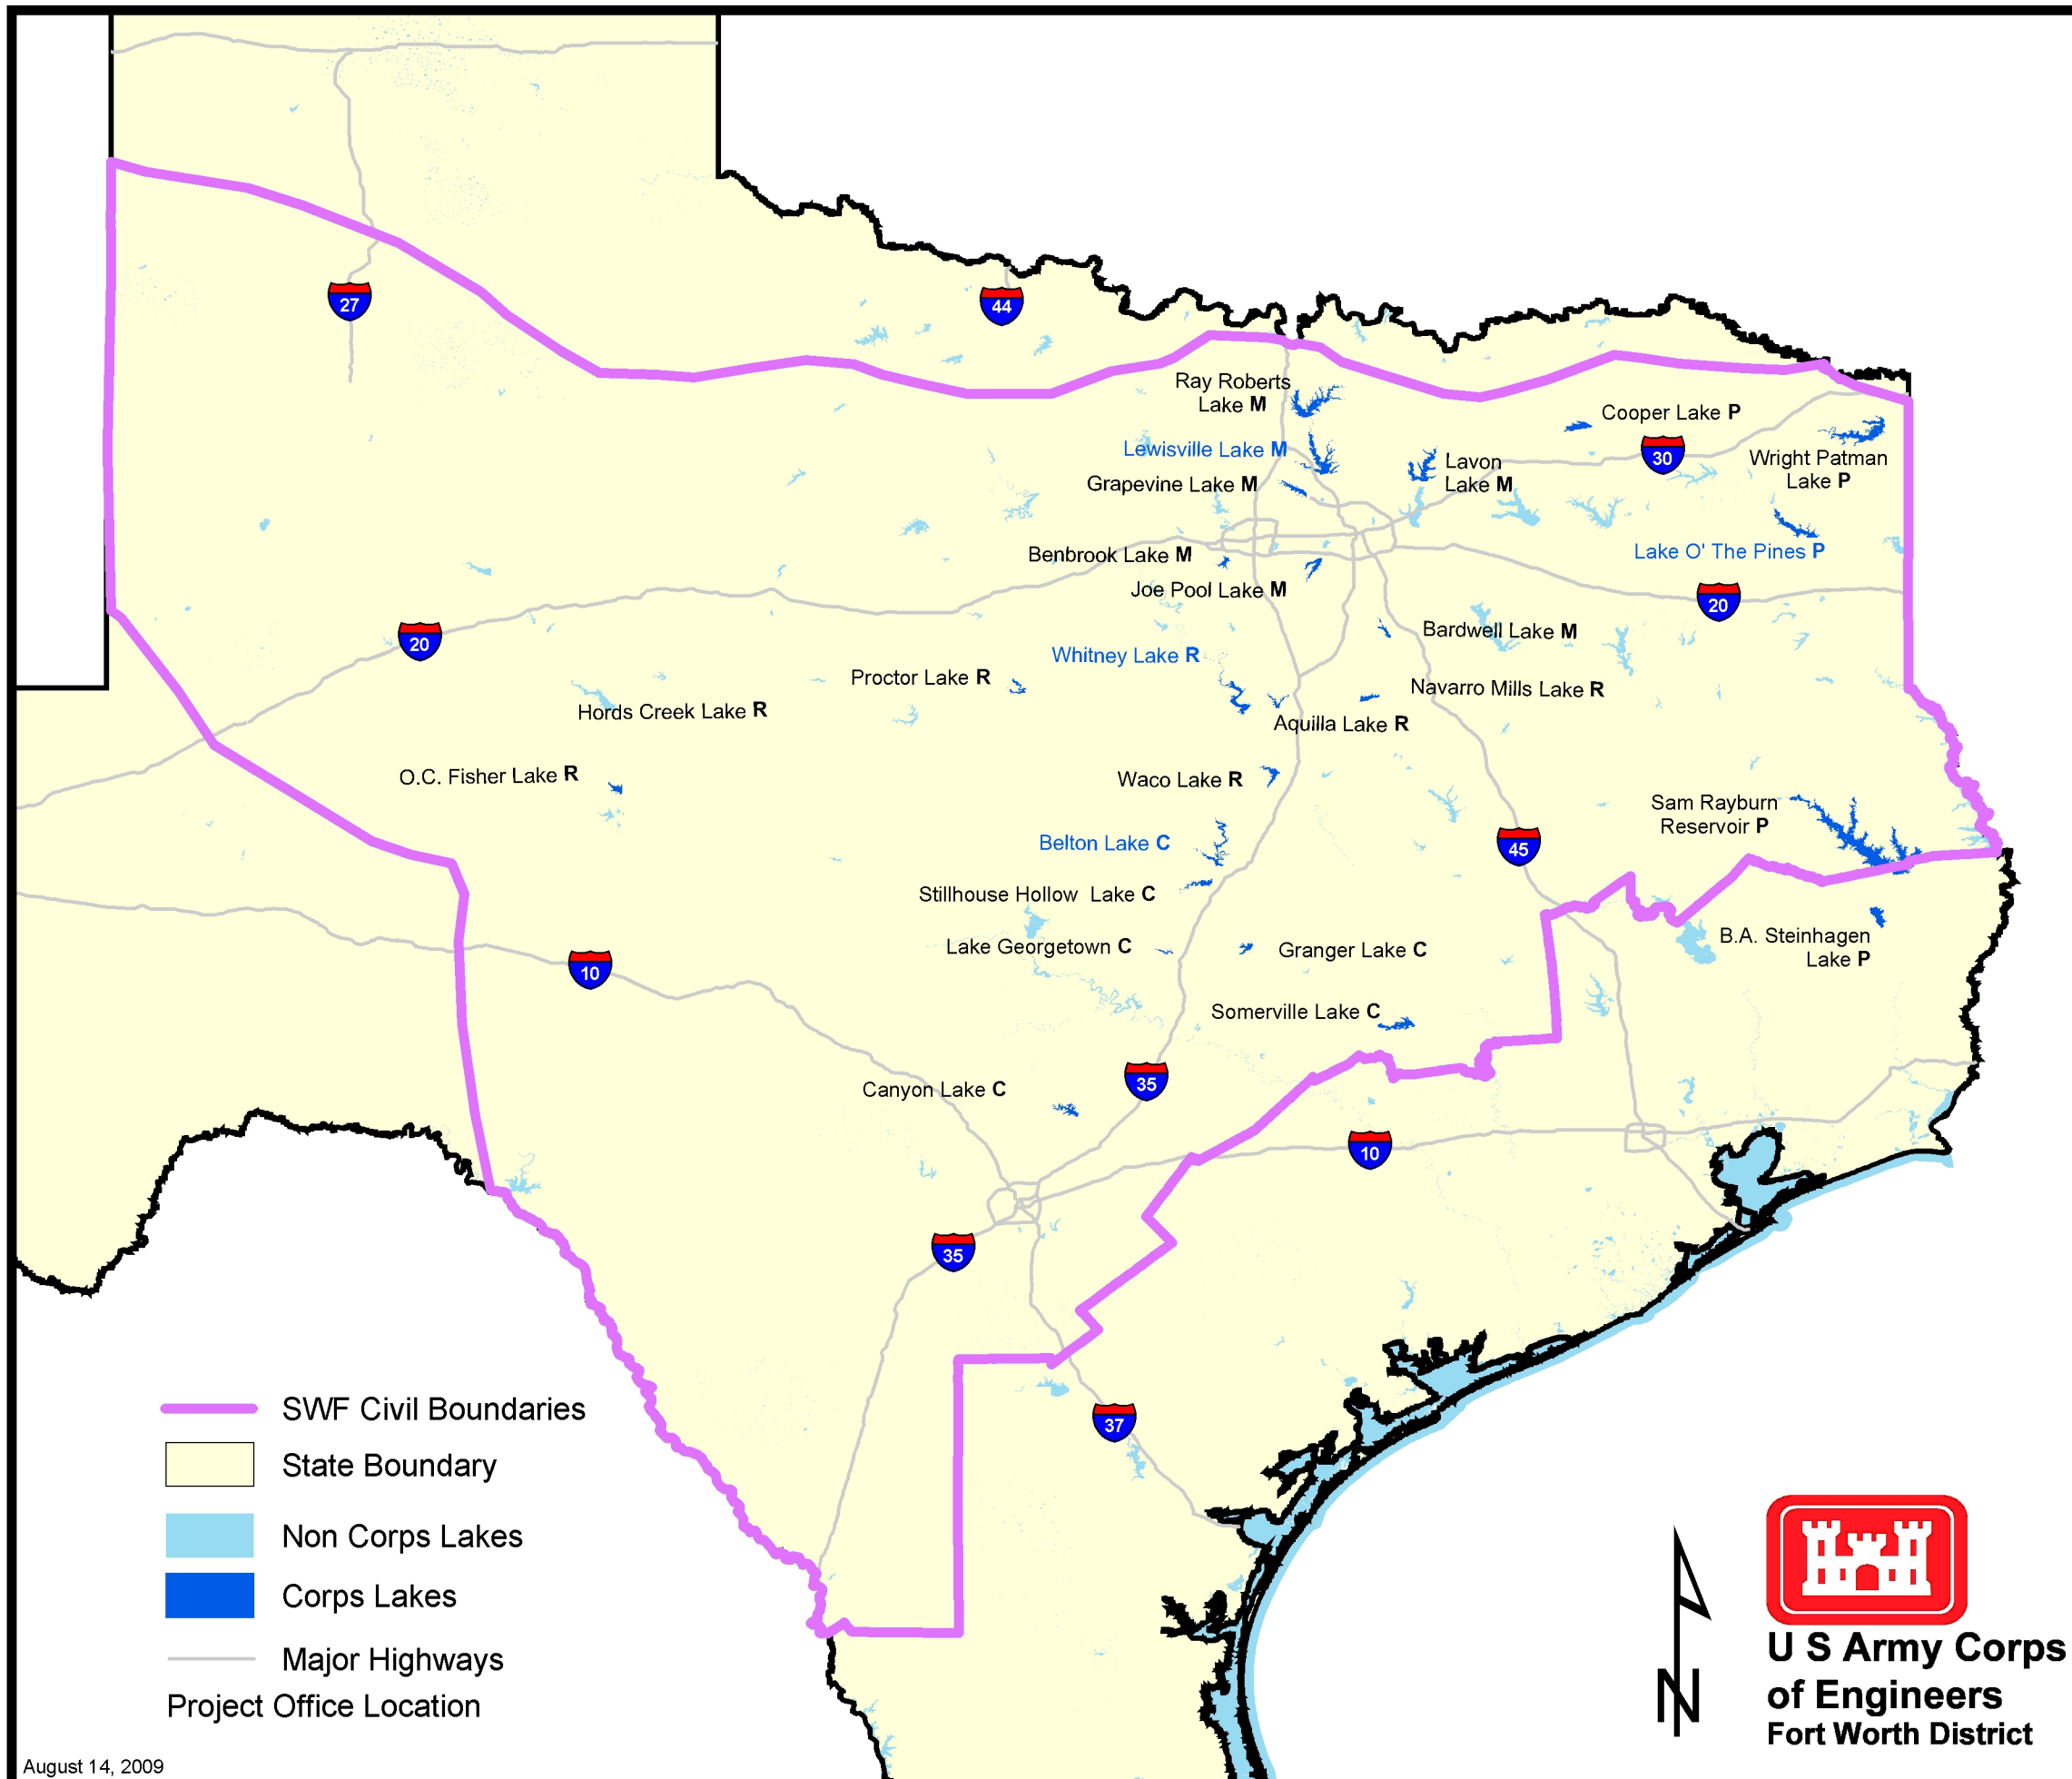 27
44
Ray Roberts
Lake M
Cooper Lake P
Lewisville Lake M
30
Lavon
Lake M
Wright Patman
Lake P
Grapevine Lake M
Benbrook Lake M
Lake O' The Pines P
Joe Pool Lake M
20
20
Bardwell Lake M
Whitney Lake R
Proctor Lake R
Navarro Mills Lake R
Hords Creek Lake R
Aquilla Lake R
O.C. Fisher Lake R
Waco Lake R
Sam Rayburn
Reservoir P
Belton Lake C
45
Stillhouse Hollow Lake C
Lake Georgetown C
Granger Lake C
B.A. Steinhagen
Lake P
10
Somerville Lake C
Canyon Lake C
35
10
35
37
SWF Civil Boundaries
State Boundary
Non Corps Lakes
Corps Lakes
Major Highways
Project Office Location
August 14, 2009
N
U S Army Corps
of Engineers
Fort Worth District